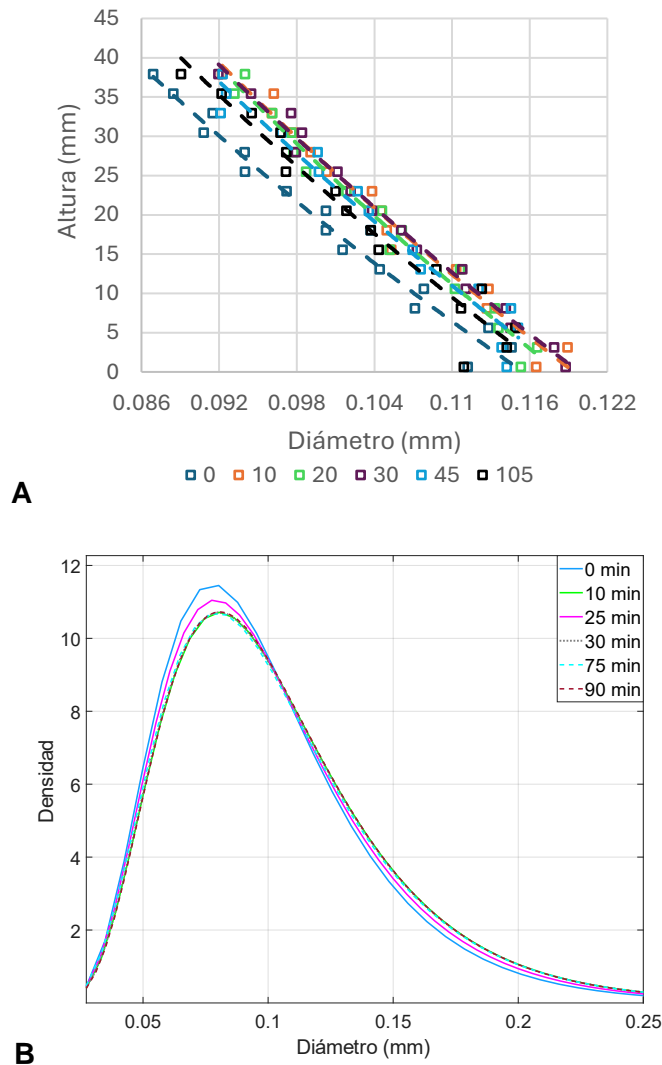 40
35
30
25
20
15
10
5
0
Altura (mm)
0.086 0.092 0.098 0.104 0.11 0.116 0.122
Diámetro (mm)
0 10 20 30 45 105
A
12
10
8
6
4
2
Densidad
0 min
10 min
25 min
30 min
75 min
90 min
0.05 0.1 0.15 0.2 0.25
Diámetro (mm)
B